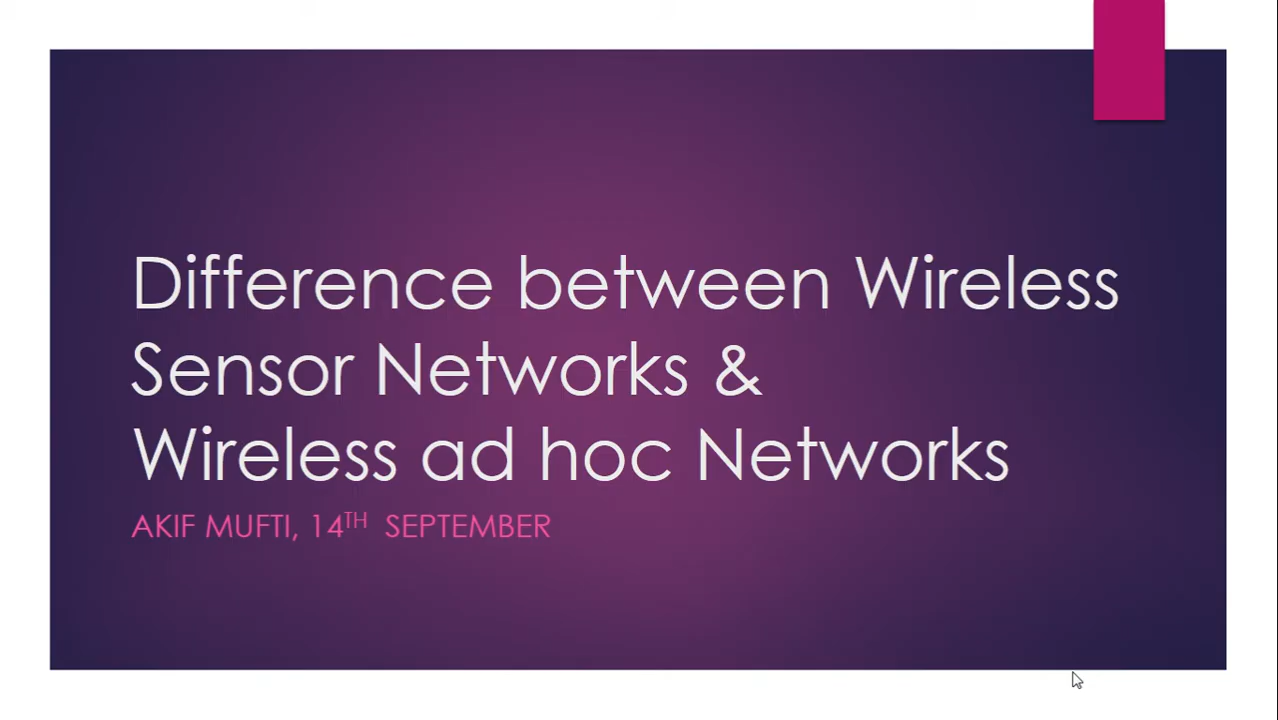 Difference between Wireless
Sensor Networks &
Wireless ad hoc Networks
AKIF MUFTI, 14TH SEPTEMBER